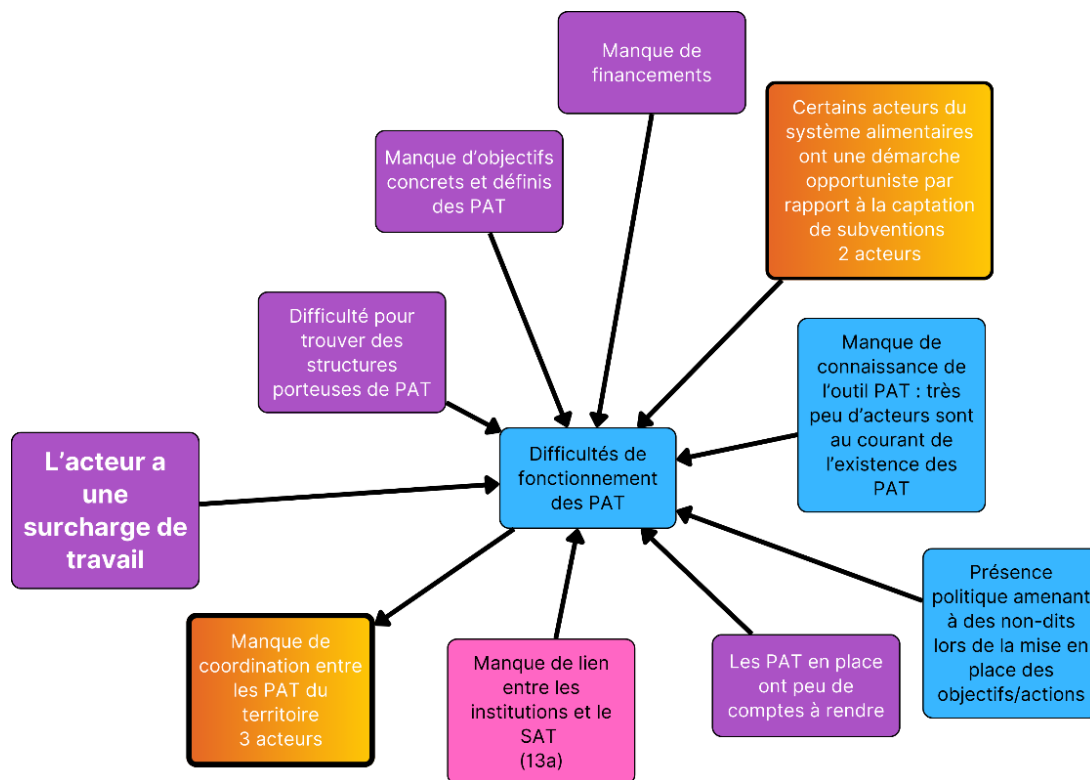 Manque de
financements
Certains acteurs du
système alimentaires
ont une démarche
opportuniste par
rapport à la captation
de subventions
2 acteurs
Manque d'objectifs
concrets et définis
des PAT
Difficulté pour
trouver des
structures
porteuses de PAT
Manque de
connaissance de
l'outil PAT : très
peu d'acteurs sont
au courant de
l'existence des
PAT
L'acteur a
une
surcharge de
travail
Difficultés de
fonctionnement
des PAT
Présence
politique amenant
à des non-dits
lors de la mise en
place des
objectifs/actions
Manque de
coordination entre
les PAT du
territoire
3 acteurs
Manque de lien
entre les
institutions et le
SAT
(13a)
Les PAT en place
ont peu de
comptes à rendre